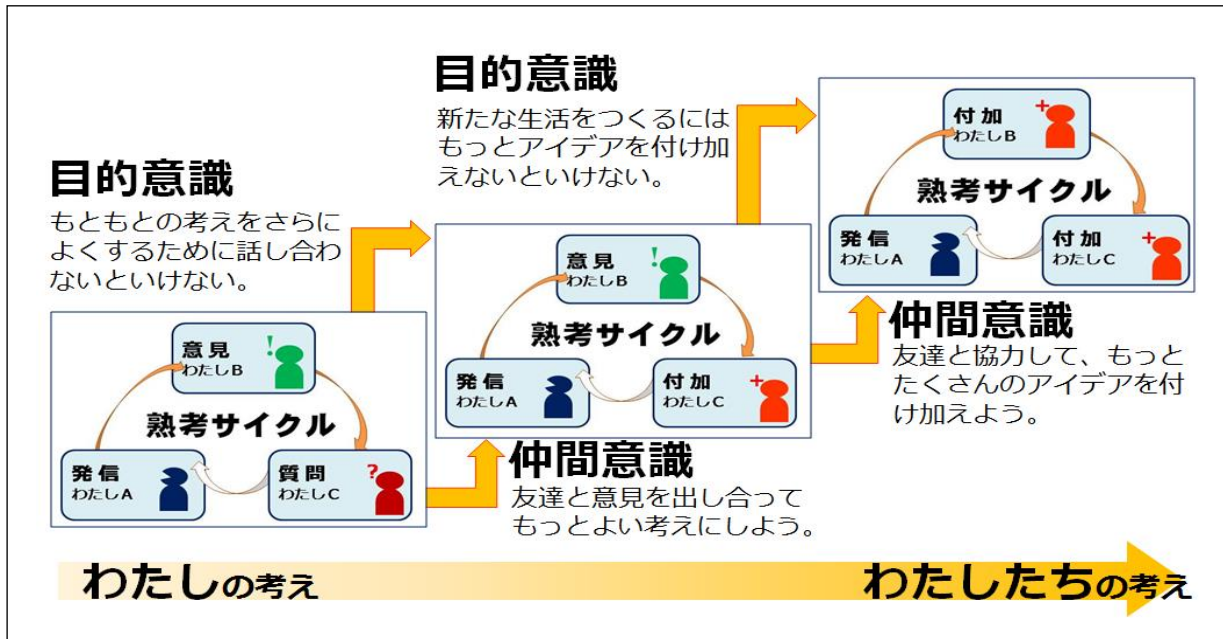 目的意識
もともとの考えをさらに
よくするために話し合わ
ないといけない。
意見
わたしB
!
熟考サイクル
発信
わたしA
質問
わたしC
?
目的意識
新たな生活をつくるには
もっとアイデアを付け加
えないといけない。
意見
わたしB
!
熟考サイクル
発信
わたしA
付加
わたしC
+
仲間意識
友達と意見を出し合って
もっとよい考えにしよう。
付加
わたしB
+
熟考サイクル
発信
わたしA
付加
わたしC
+
仲間意識
友達と協力して、もっと
たくさんのアイデアを付
け加えよう。
わたしの考え
わたしたちの考え